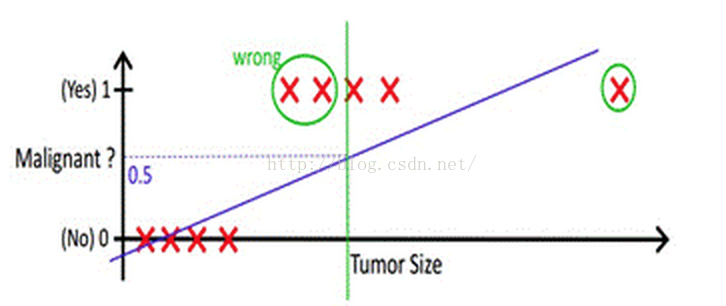 wrong
(Yes) 1
Malignant ?
0.5
http://blog.csdn.net/
(No) 0
Tumor Size